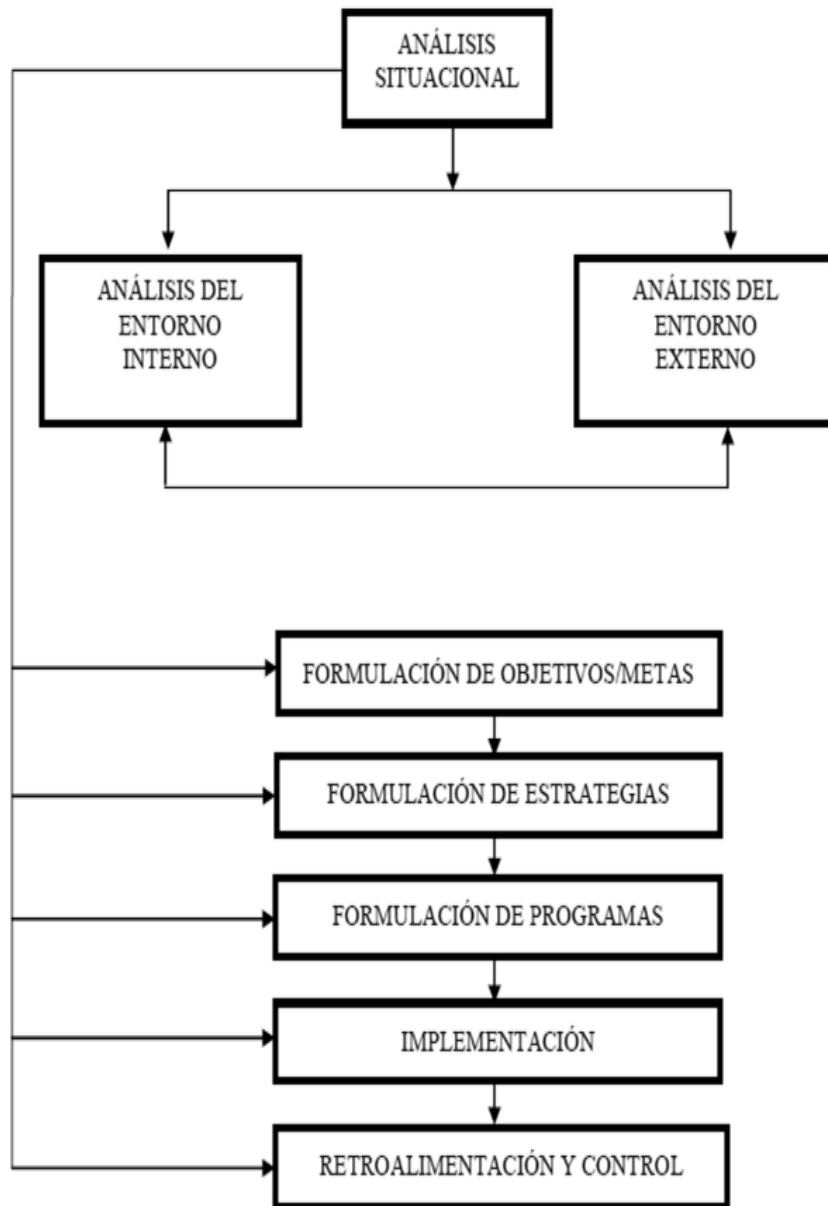 ANÁLISIS
SITUACIONAL
ANÁLISIS DEL
ENTORNO
INTERNO
ANÁLISIS DEL
ENTORNO
EXTERNO
FORMULACIÓN DE OBJETIVOS/METAS
FORMULACIÓN DE ESTRATEGIAS
FORMULACIÓN DE PROGRAMAS
IMPLEMENTACIÓN
RETROALIMENTACIÓN Y CONTROL